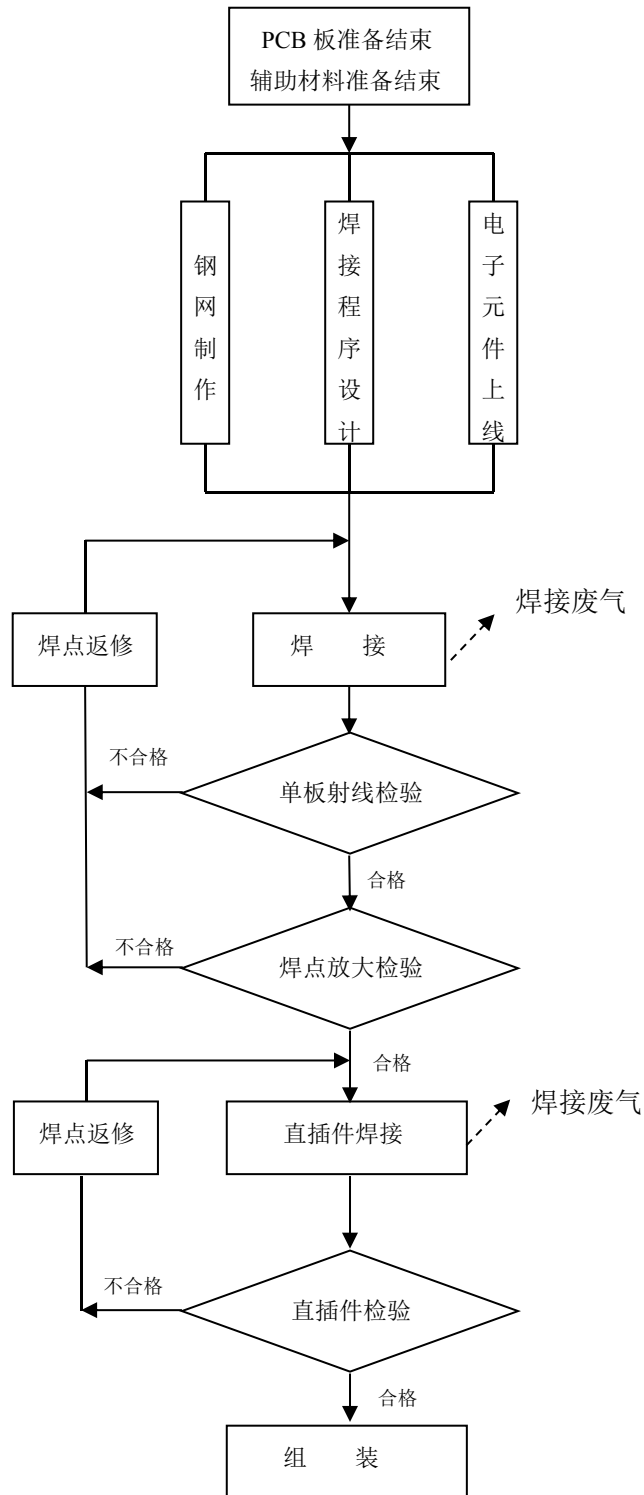 PCB 板准备结束
辅助材料准备结束
钢网制作
焊接程序设计
电子元件上线
焊接废气
焊点返修
焊 接
不合格
单板射线检验
合格
不合格
焊点放大检验
合格
焊接废气
焊点返修
直插件焊接
不合格
直插件检验
合格
组 装